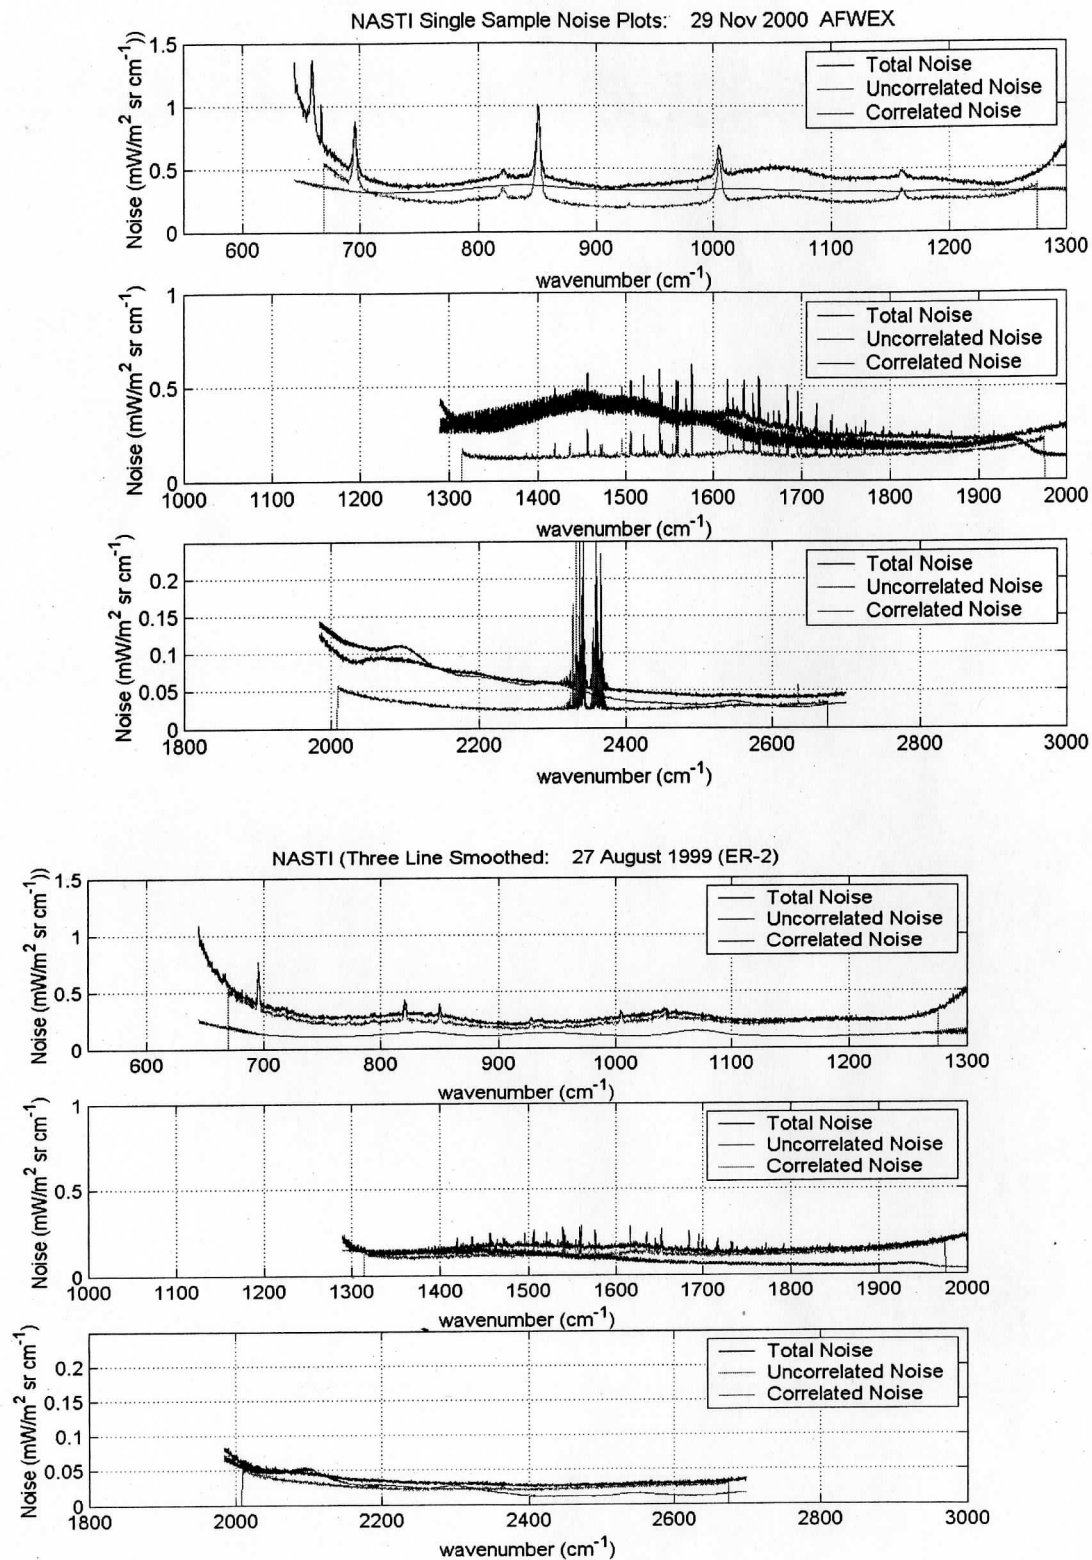 NASTI Single Sample Noise Plots: 29 Nov 2000 AFWEX
1.5
1
0.5
0
Noise (mW/m² sr cm⁻¹))
Total Noise
Uncorrelated Noise
Correlated Noise
600 700 800 900 1000 1100 1200 1300
wavenumber (cm⁻¹)
1
0.5
0
Noise (mW/m² sr cm⁻¹)
Total Noise
Uncorrelated Noise
Correlated Noise
1000 1100 1200 1300 1400 1500 1600 1700 1800 1900 2000
wavenumber (cm⁻¹)
0.2
0.15
0.1
0.05
0
Noise (mW/m² sr cm⁻¹)
Total Noise
Uncorrelated Noise
Correlated Noise
1800 2000 2200 2400 2600 2800 3000
wavenumber (cm⁻¹)
NASTI (Three Line Smoothed: 27 August 1999 (ER-2)
1.5
1
0.5
0
Noise (mW/m² sr cm⁻¹))
Total Noise
Uncorrelated Noise
Correlated Noise
600 700 800 900 1000 1100 1200 1300
wavenumber (cm⁻¹)
1
0.5
0
Noise (mW/m² sr cm⁻¹)
Total Noise
Uncorrelated Noise
Correlated Noise
1000 1100 1200 1300 1400 1500 1600 1700 1800 1900 2000
wavenumber (cm⁻¹)
0.2
0.15
0.1
0.05
0
Noise (mW/m² sr cm⁻¹)
Total Noise
Uncorrelated Noise
Correlated Noise
1800 2000 2200 2400 2600 2800 3000
wavenumber (cm⁻¹)